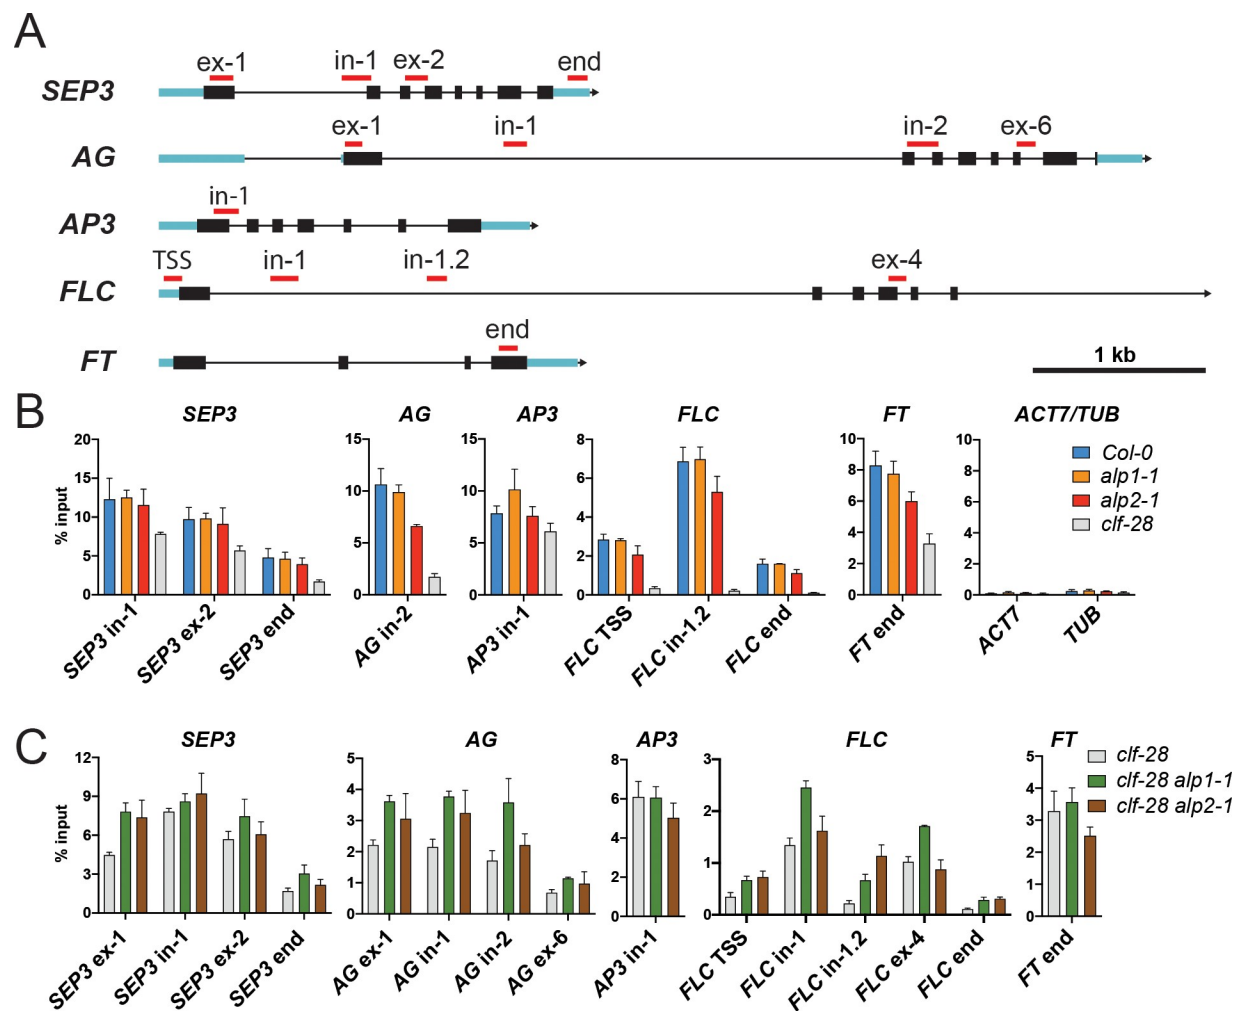 A
SEP3 ex-1 in-1 ex-2 end
AG ex-1 in-1 in-2 ex-6
AP3 in-1
FLC TSS in-1 in-1.2 ex-4
FT end
1 kb
B
SEP3 AG AP3 FLC FT ACT7/TUB
% input
20 15 10 5 0
15 10 5 0
15 10 5 0
8 6 4 2 0
10 8 6 4 2 0
10 8 6 4 2 0
Col-0
alp1-1
alp2-1
clf-28
SEP3 in-1 SEP3 ex-2 SEP3 end AG in-2 AP3 in-1 FLC TSS FLC in-1.2 FLC end FT end ACT7 TUB
C
SEP3 AG AP3 FLC FT
% input
12 9 6 3 0
5 4 3 2 1 0
8 6 4 2 0
3 2 1 0
5 4 3 2 1 0
clf-28
clf-28 alp1-1
clf-28 alp2-1
SEP3 ex-1 SEP3 in-1 SEP3 ex-2 SEP3 end AG ex-1 AG in-1 AG in-2 AG ex-6 AP3 in-1 FLC TSS FLC in-1 FLC in-1.2 FLC ex-4 FLC end FT end